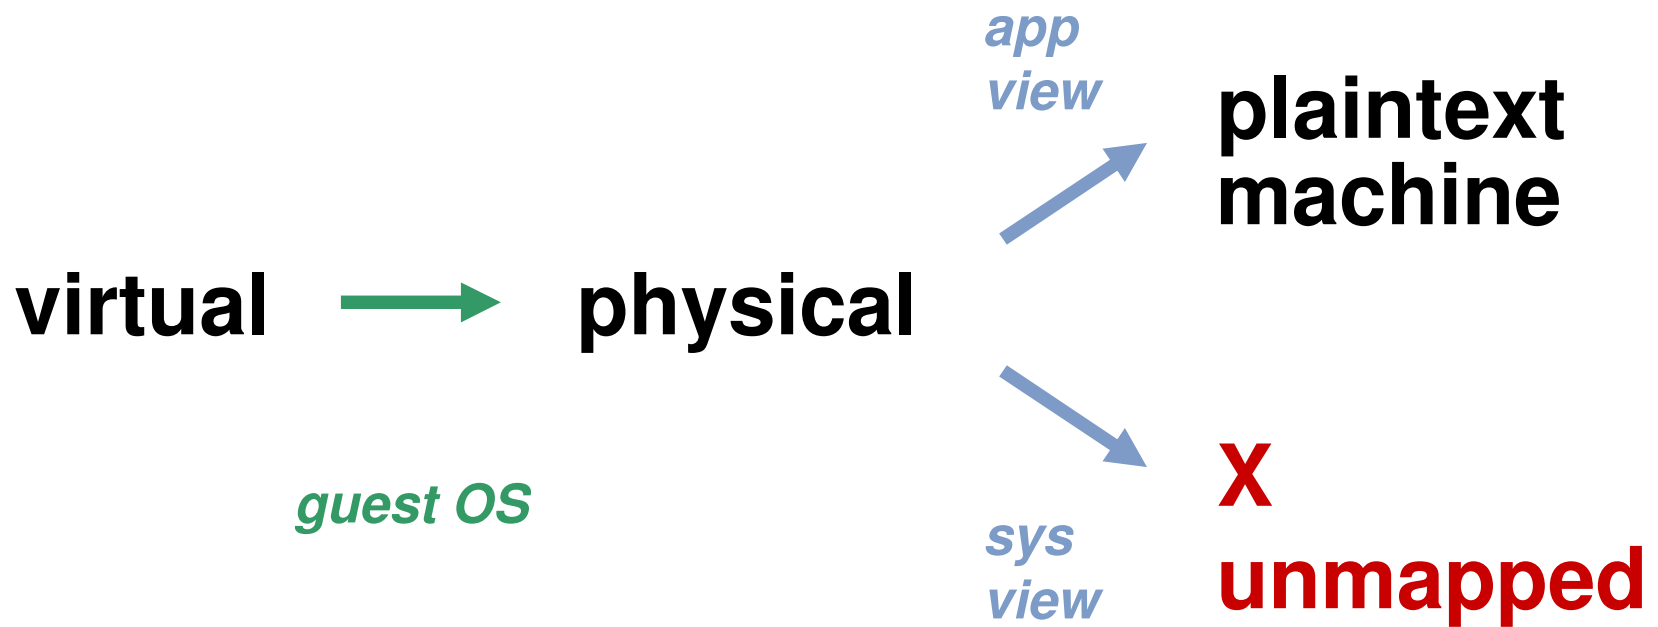 app
view
plaintext
machine
virtual
physical
guest OS
X
sys
view
unmapped